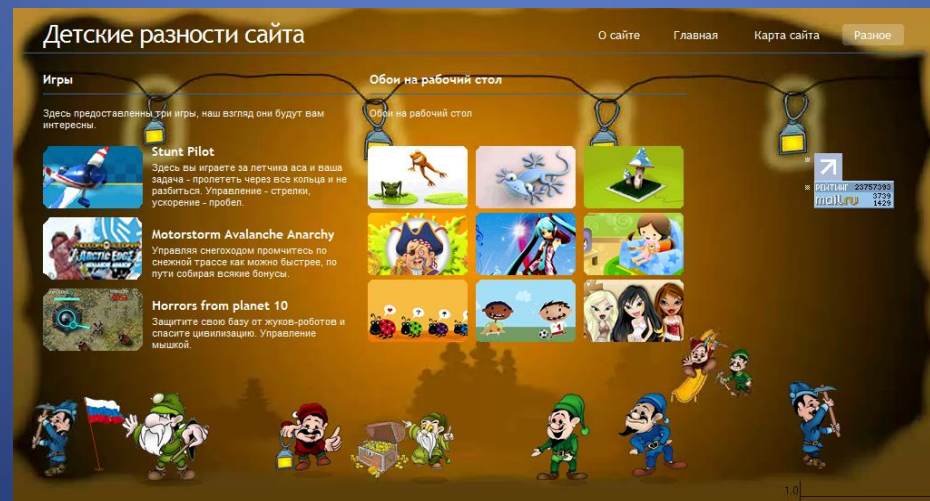 Детские разности сайта
О сайте
Главная
Карта сайта
Разное
Игры
Обои на рабочий стол
Здесь предоставленны три игры, наш взгляд они будут вам
интересны.
Обои на рабочий стол
Stunt Pilot
Здесь вы играете за летчика аса и ваша
задача - пролететь через все кольца и не
разбиться. Управление - стрелки,
ускорение - пробел.
Motorstorm Avalanche Anarchy
Управляя снегоходом промчитесь по
снежной трассе как можно быстрее, по
пути собирая всякие бонусы.
ARCTIC EDGE
Horrors from planet 10
Защитите свою базу от жуков-роботов и
спасите цивилизацию. Управление
мышкой.
РЕЙТИНГ 23757393
mail.ru 3739
1429
1,0